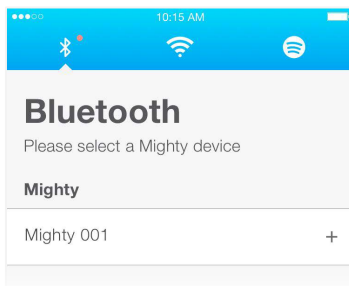 10:15 AM
Bluetooth
Please select a Mighty device
Mighty
Mighty 001 +